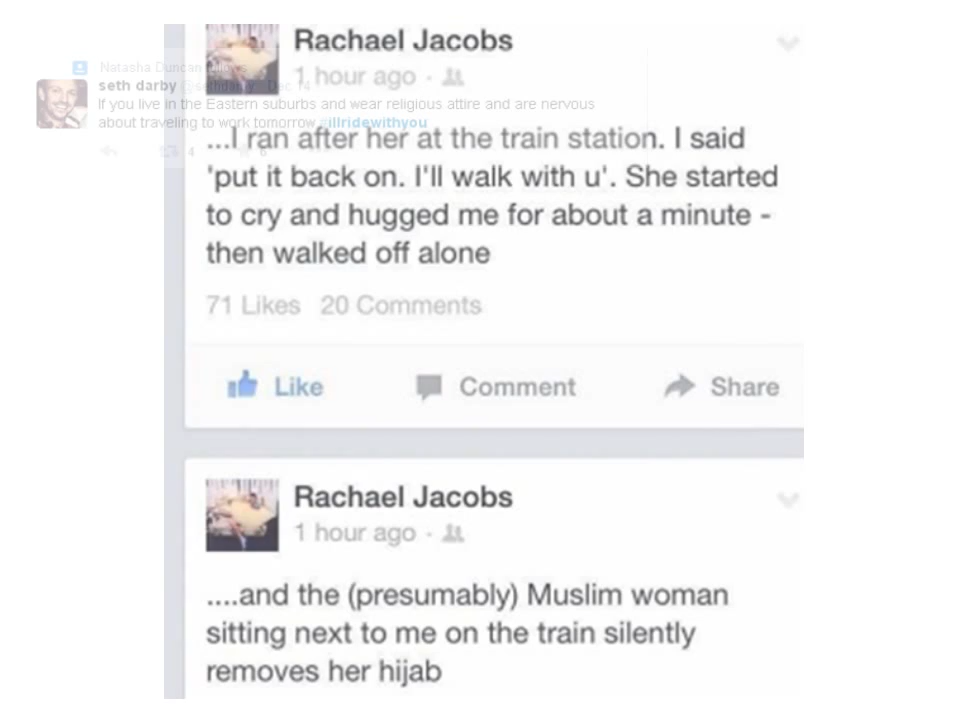 Rachael Jacobs
1 hour ago ·
Natasha Duncan
seth darby Dec
If you live in the Eastern suburbs and wear religious attire and are nervous
about traveling to work tomorrow #illridewithyou
4 6
...I ran after her at the train station. I said
'put it back on. I'll walk with u'. She started
to cry and hugged me for about a minute -
then walked off alone
71 Likes 20 Comments
Like Comment Share
Rachael Jacobs
1 hour ago ·
....and the (presumably) Muslim woman
sitting next to me on the train silently
removes her hijab